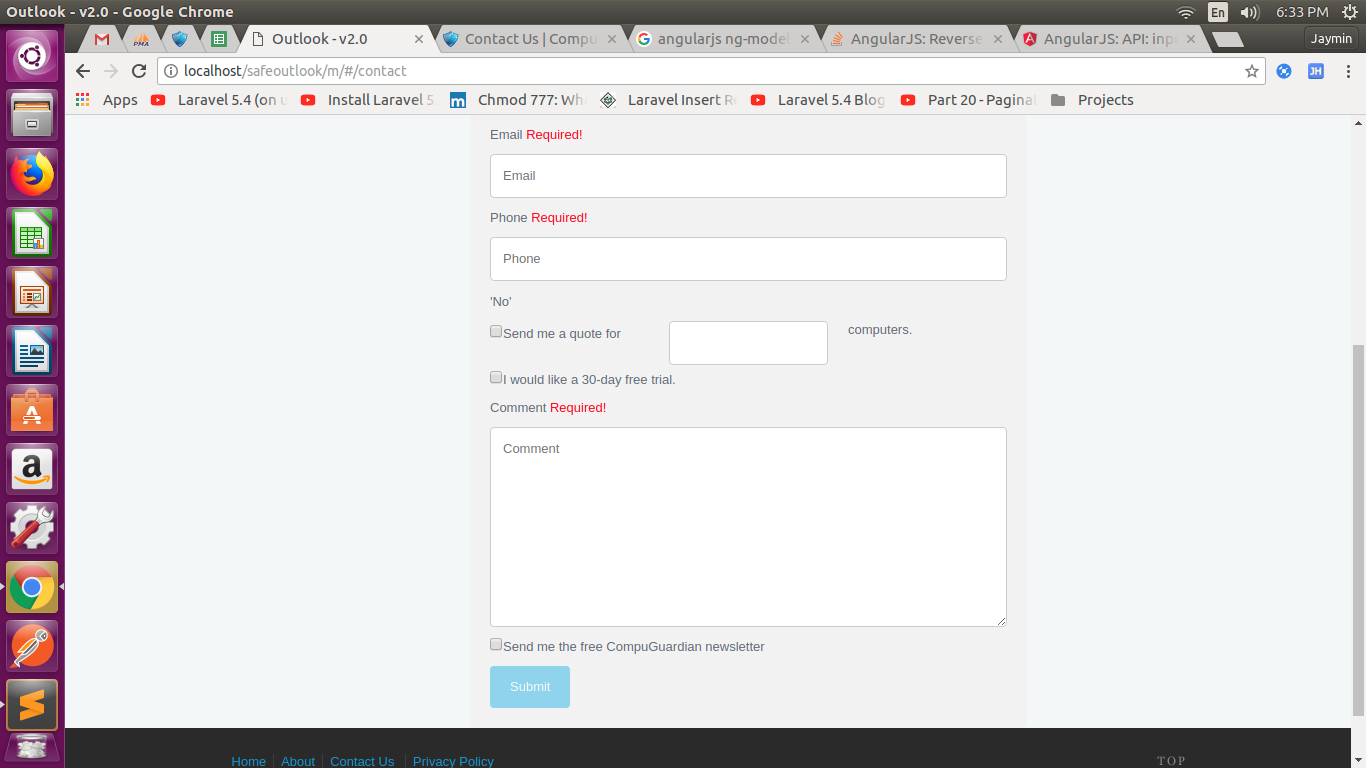 Outlook - v2.0 - Google Chrome
En
6:33 PM
PMA
Outlook - v2.0
Contact Us | Compu
angularjs ng-model
AngularJS: Reverse
AngularJS: API: inp
Jaymin
localhost/safeoutlook/m/#/contact
JH
Apps
Laravel 5.4 (on u
Install Laravel 5.
Chmod 777: Wh
Laravel Insert R
Laravel 5.4 Blog
Part 20 - Paginat
Projects
Email Required!
Email
Phone Required!
Phone
'No'
Send me a quote for
computers.
I would like a 30-day free trial.
Comment Required!
Comment
Send me the free CompuGuardian newsletter
Submit
Home
About
Contact Us
Privacy Policy
TOP